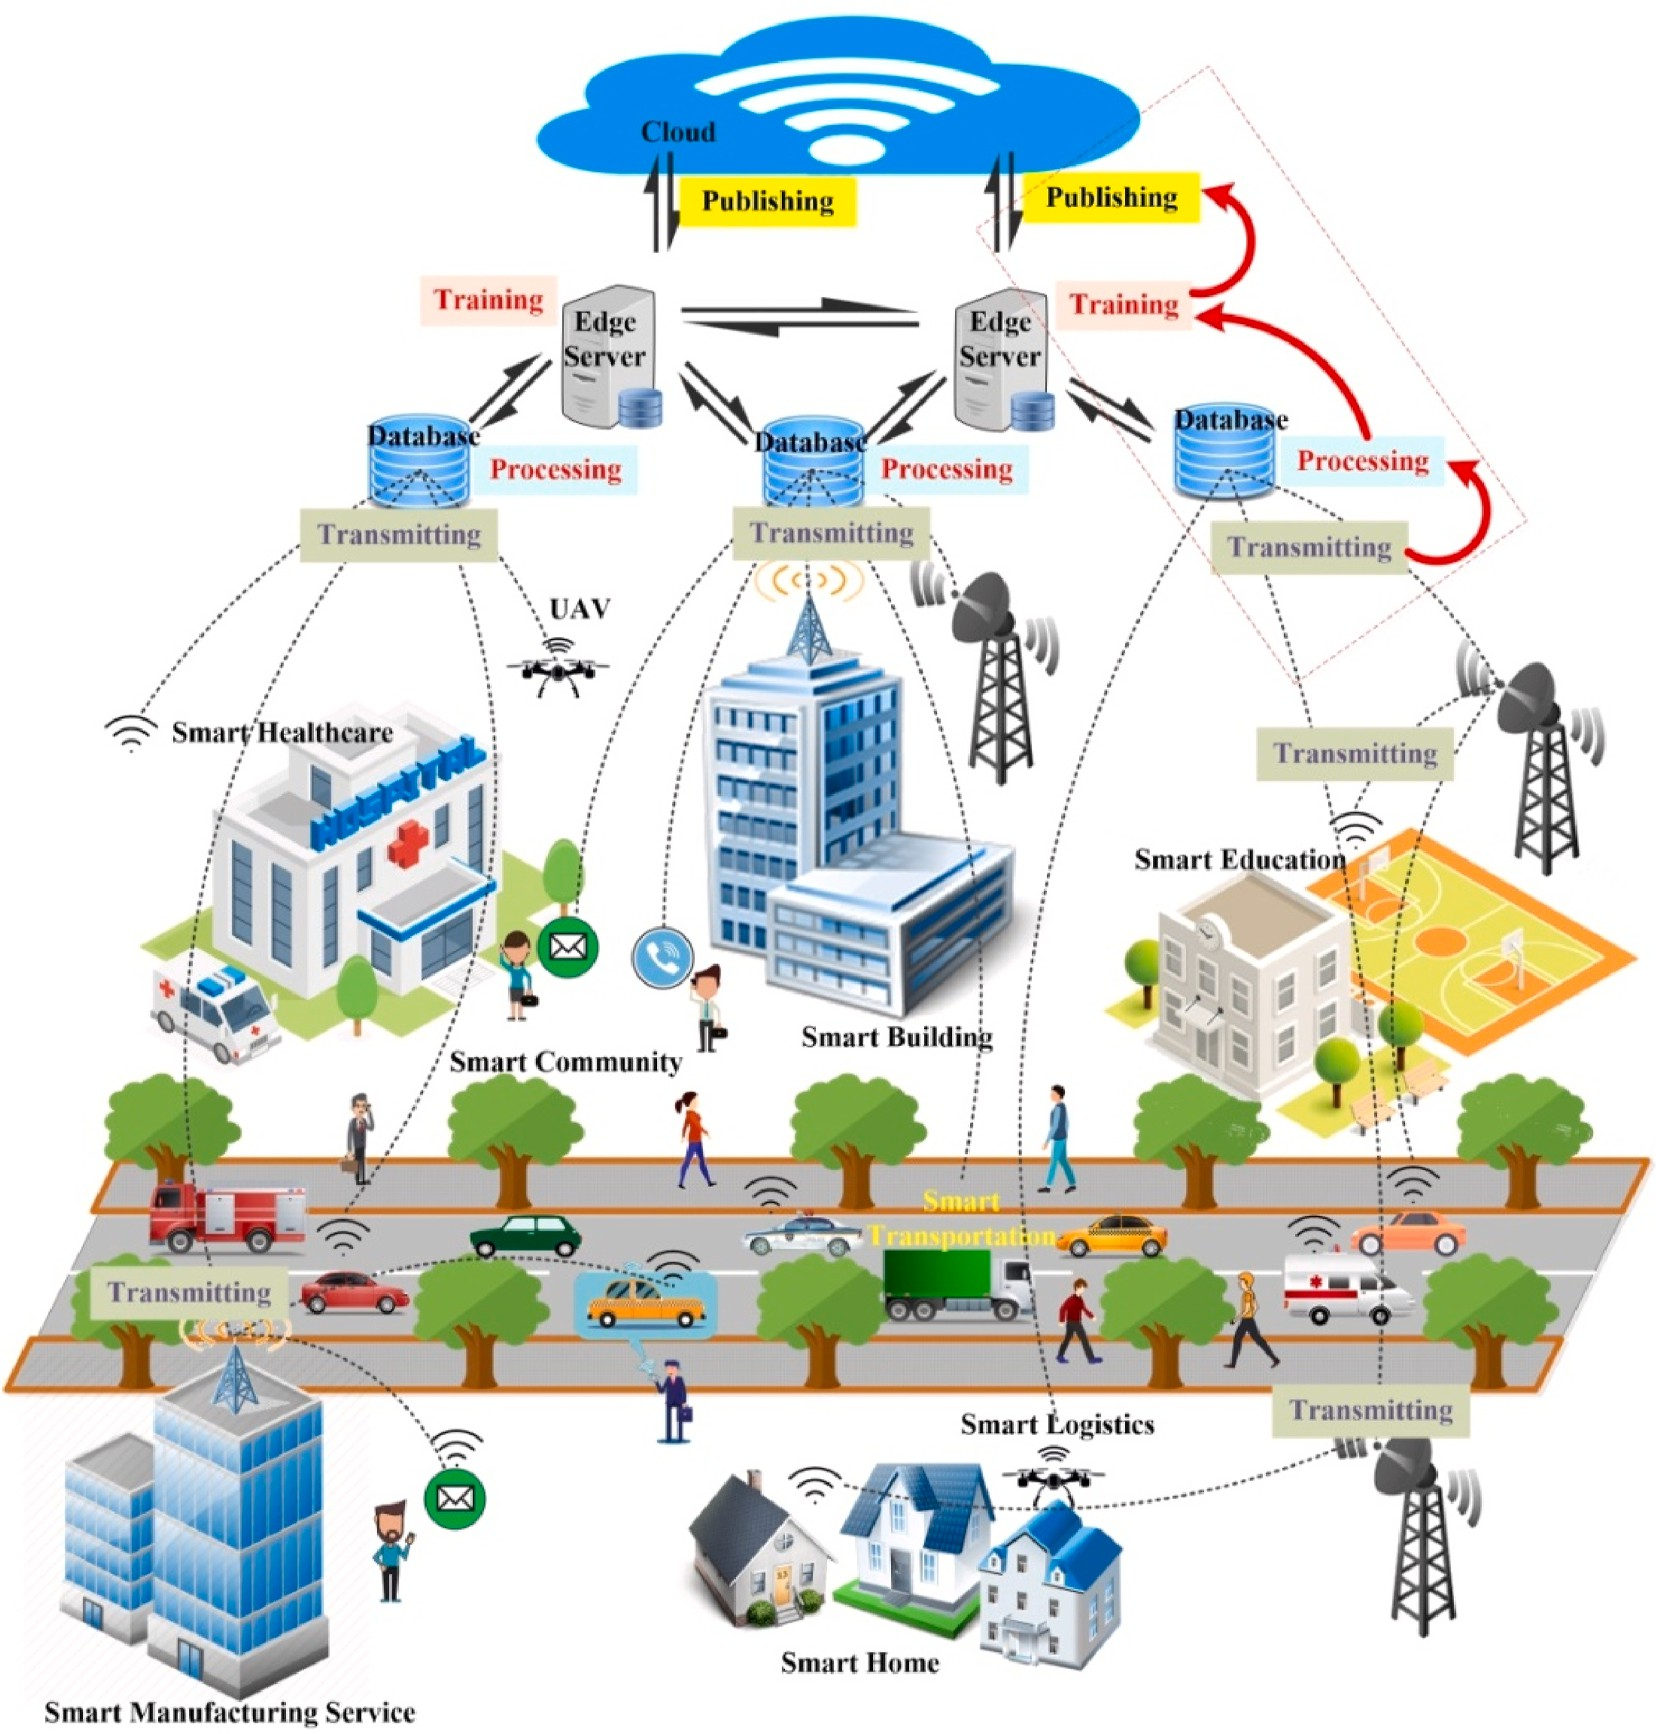 Cloud
Publishing
Publishing
Training
Edge
Server
Edge
Server
Training
Database
Processing
Database
Processing
Database
Processing
Transmitting
Transmitting
Transmitting
UAV
Smart Healthcare
HOSPITAL
Transmitting
Smart Education
Smart Building
Smart Community
Smart
Transportation
Transmitting
Transmitting
Smart Logistics
Smart Home
Smart Manufacturing Service